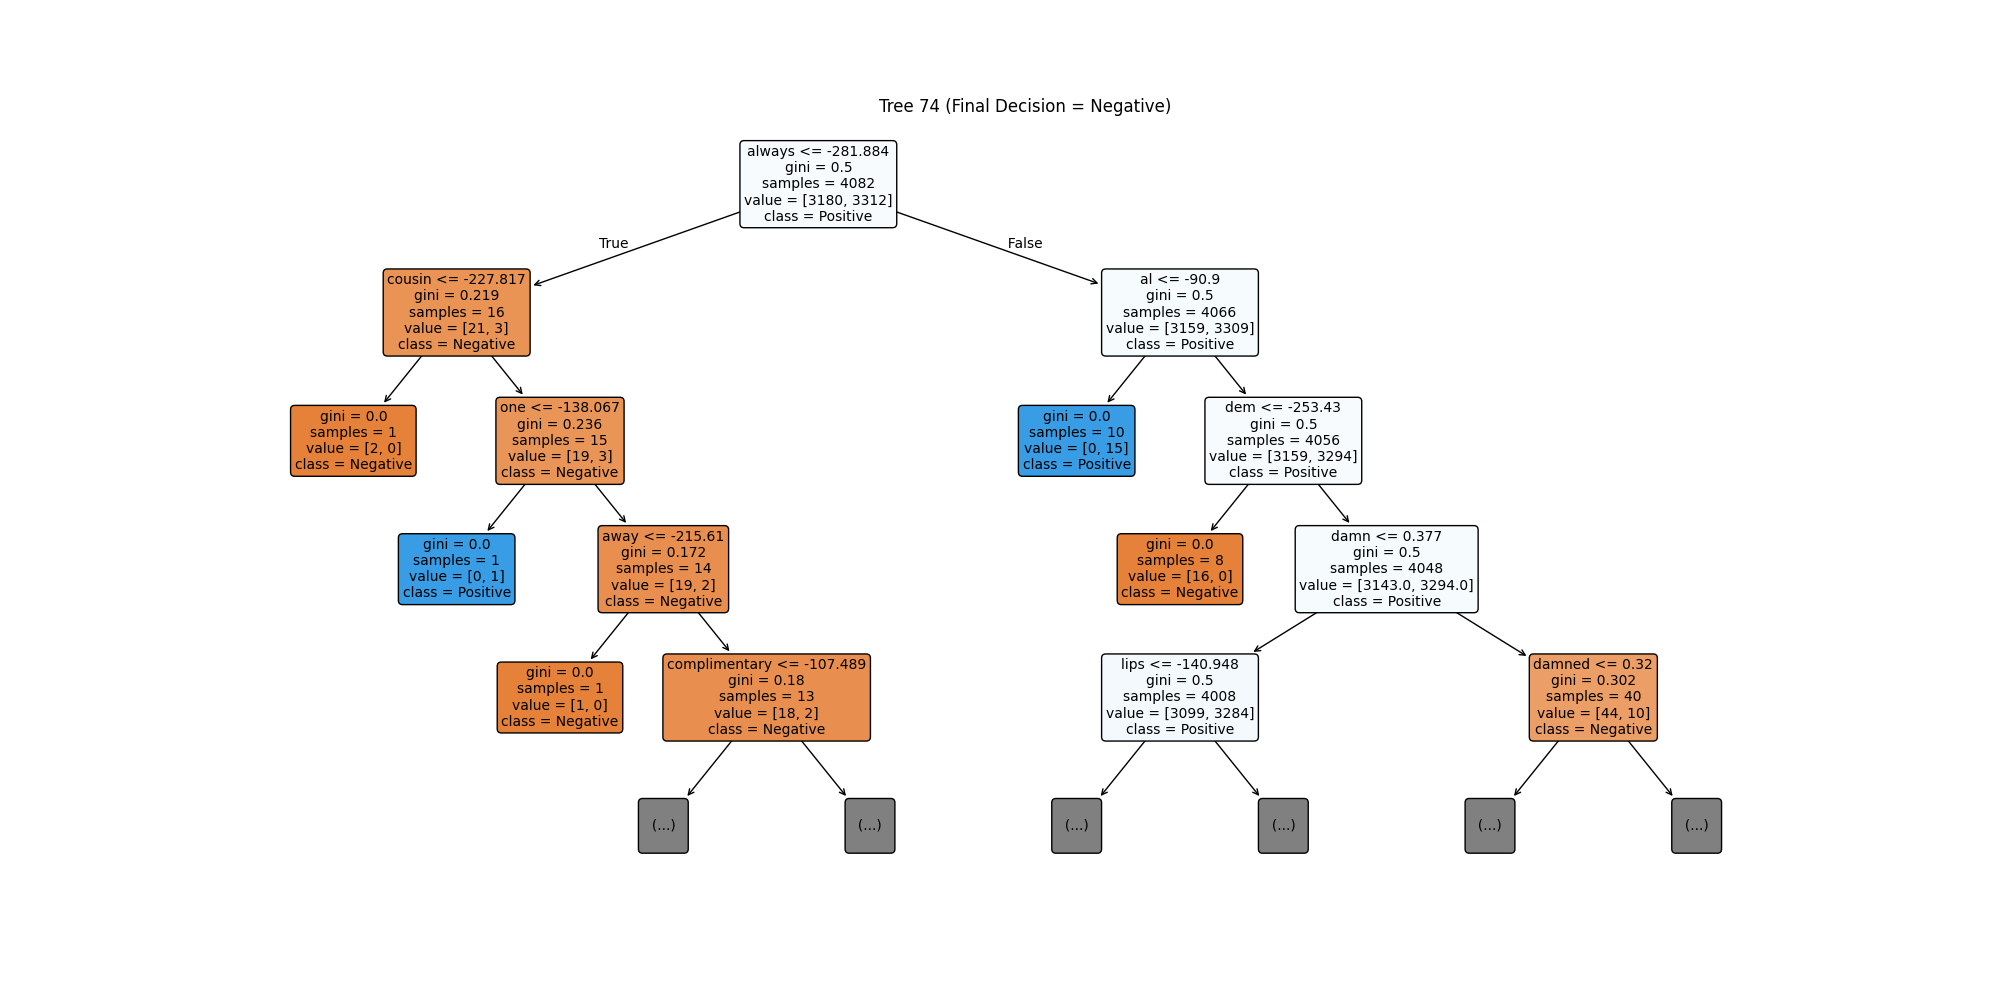 Tree 74 (Final Decision = Negative)
always <= -281.884
gini = 0.5
samples = 4082
value = [3180, 3312]
class = Positive
True
False
cousin <= -227.817
gini = 0.219
samples = 16
value = [21, 3]
class = Negative
al <= -90.9
gini = 0.5
samples = 4066
value = [3159, 3309]
class = Positive
gini = 0.0
samples = 1
value = [2, 0]
class = Negative
one <= -138.067
gini = 0.236
samples = 15
value = [19, 3]
class = Negative
gini = 0.0
samples = 10
value = [0, 15]
class = Positive
dem <= -253.43
gini = 0.5
samples = 4056
value = [3159, 3294]
class = Positive
gini = 0.0
samples = 1
value = [0, 1]
class = Positive
away <= -215.61
gini = 0.172
samples = 14
value = [19, 2]
class = Negative
gini = 0.0
samples = 8
value = [16, 0]
class = Negative
damn <= 0.377
gini = 0.5
samples = 4048
value = [3143.0, 3294.0]
class = Positive
gini = 0.0
samples = 1
value = [1, 0]
class = Negative
complimentary <= -107.489
gini = 0.18
samples = 13
value = [18, 2]
class = Negative
lips <= -140.948
gini = 0.5
samples = 4008
value = [3099, 3284]
class = Positive
damned <= 0.32
gini = 0.302
samples = 40
value = [44, 10]
class = Negative
(...)
(...)
(...)
(...)
(...)
(...)